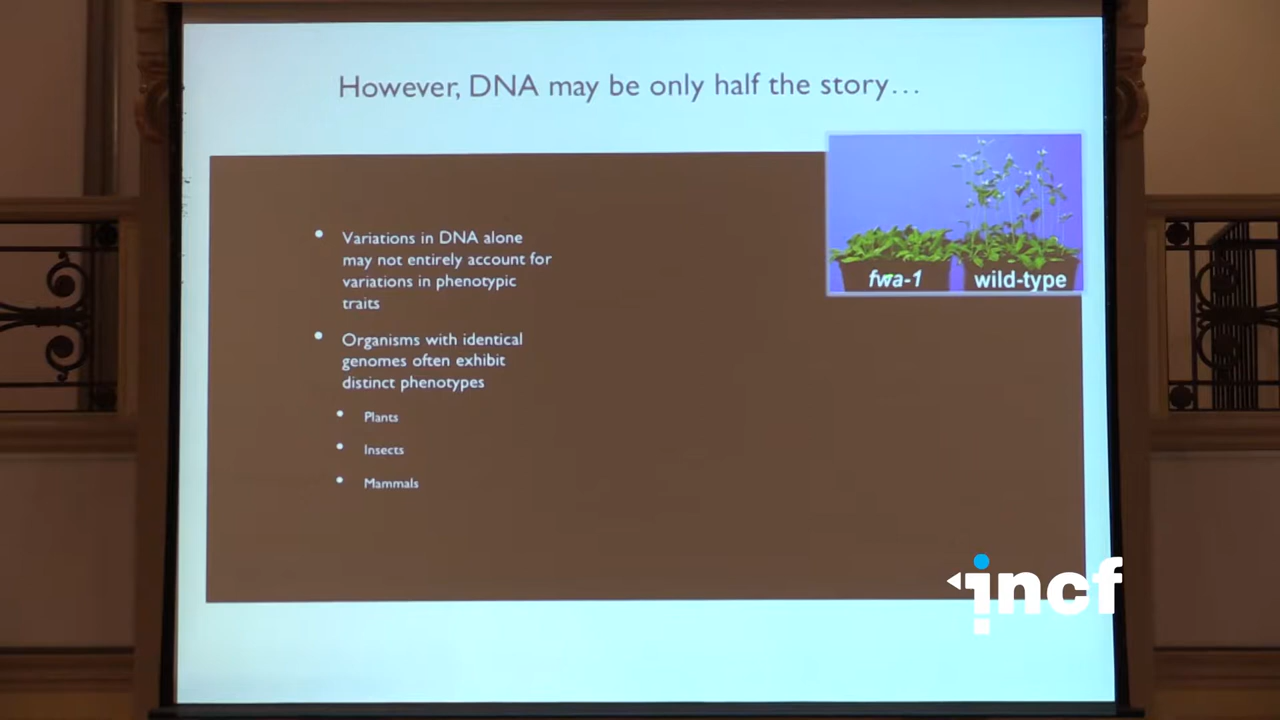 However, DNA may be only half the story...
Variations in DNA alone
may not entirely account for
variations in phenotypic
traits
Organisms with identical
genomes often exhibit
distinct phenotypes
Plants
Insects
Mammals
fwa-1
wild-type
incf